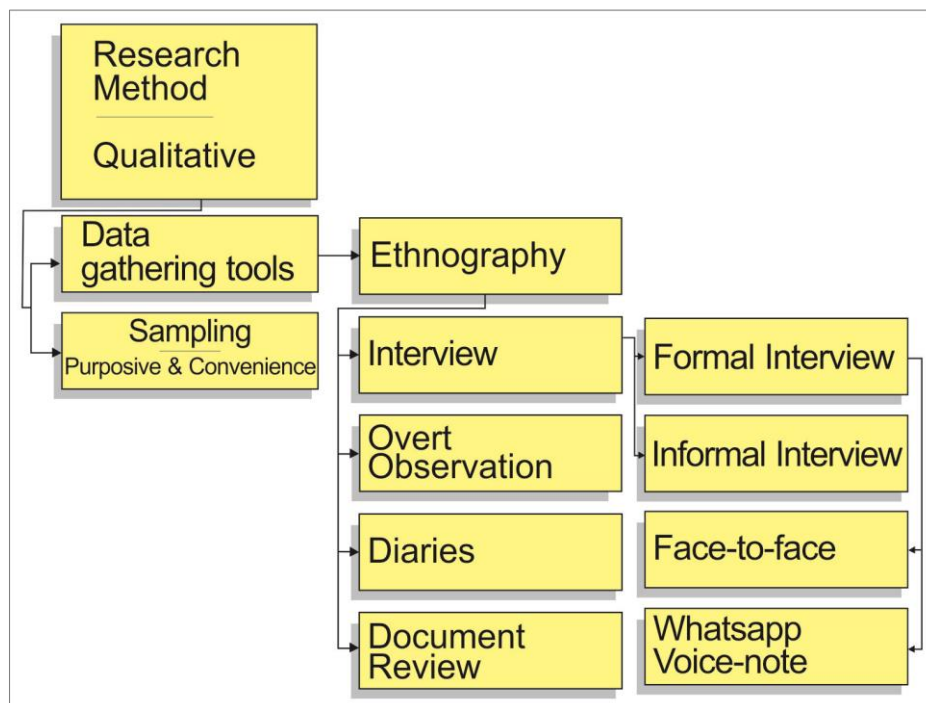 Research
Method
Qualitative
Data
gathering tools
Sampling
Purposive & Convenience
Ethnography
Interview
Overt
Observation
Diaries
Document
Review
Formal Interview
Informal Interview
Face-to-face
Whatsapp
Voice-note